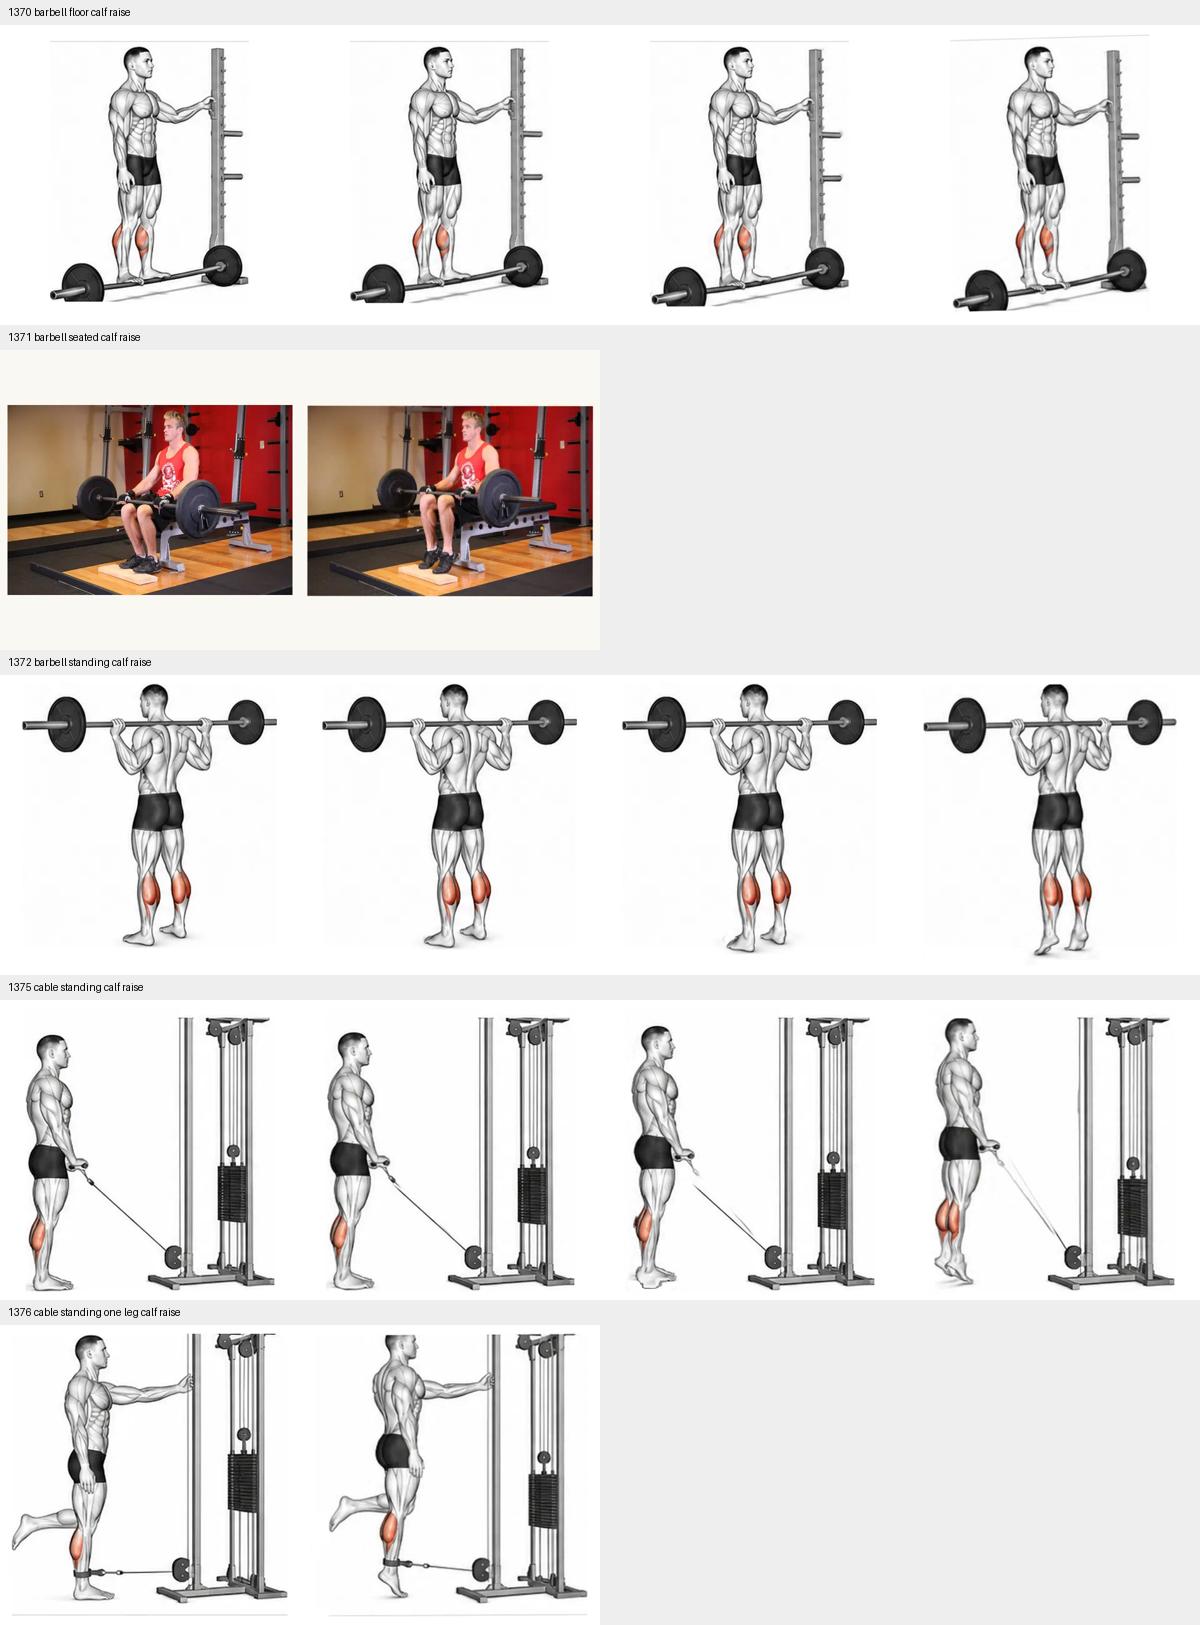 1370 barbell floor calf raise
1371 barbell seated calf raise
1372 barbell standing calf raise
1375 cable standing calf raise
1376 cable standing one leg calf raise